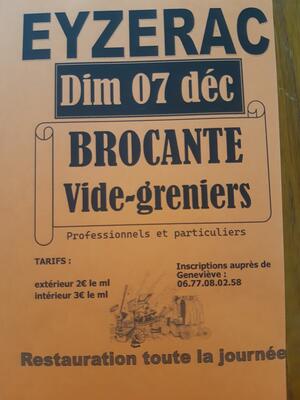 EYZERAC
Dim 07 déc
BROCANTE
Vide-greniers
Professionnels et particuliers
TARIFS :
extérieur 2€ le ml
intérieur 3€ le ml
Inscriptions auprès de
Geneviève :
06.77.08.02.58
Restauration toute la journée